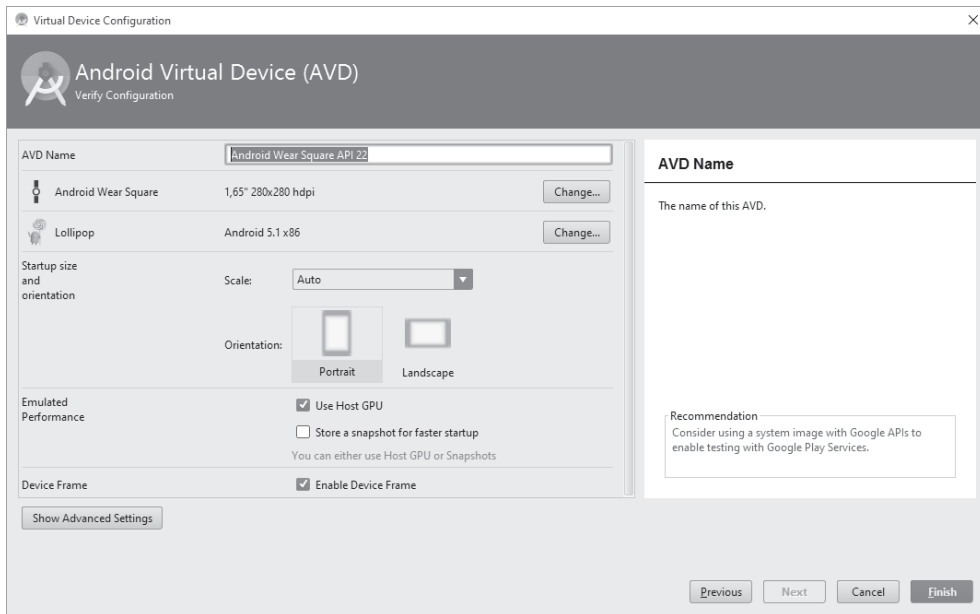 Virtual Device Configuration
Android Virtual Device (AVD)
Verify Configuration
AVD Name
Android Wear Square API 22
Android Wear Square
1,65" 280x280 hdpi
Change...
Lollipop
Android 5.1 x86
Change...
Startup size
and
orientation
Scale:
Auto
Orientation:
Portrait
Landscape
Emulated
Performance
Use Host GPU
Store a snapshot for faster startup
You can either use Host GPU or Snapshots
Device Frame
Enable Device Frame
Show Advanced Settings
AVD Name
The name of this AVD.
Recommendation
Consider using a system image with Google APIs to
enable testing with Google Play Services.
Previous
Next
Cancel
Finish